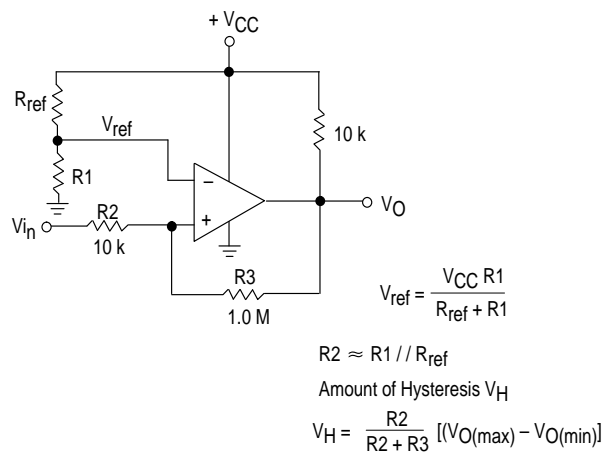 + VCC
Rref
Vref
10 k
R1
−
VO
Vin
R2
+
10 k
R3
1.0 M
Vref = VCC R1 / Rref + R1
R2 ≈ R1 // Rref
Amount of Hysteresis VH
VH = R2 / R2 + R3 [(VO(max) − VO(min)]